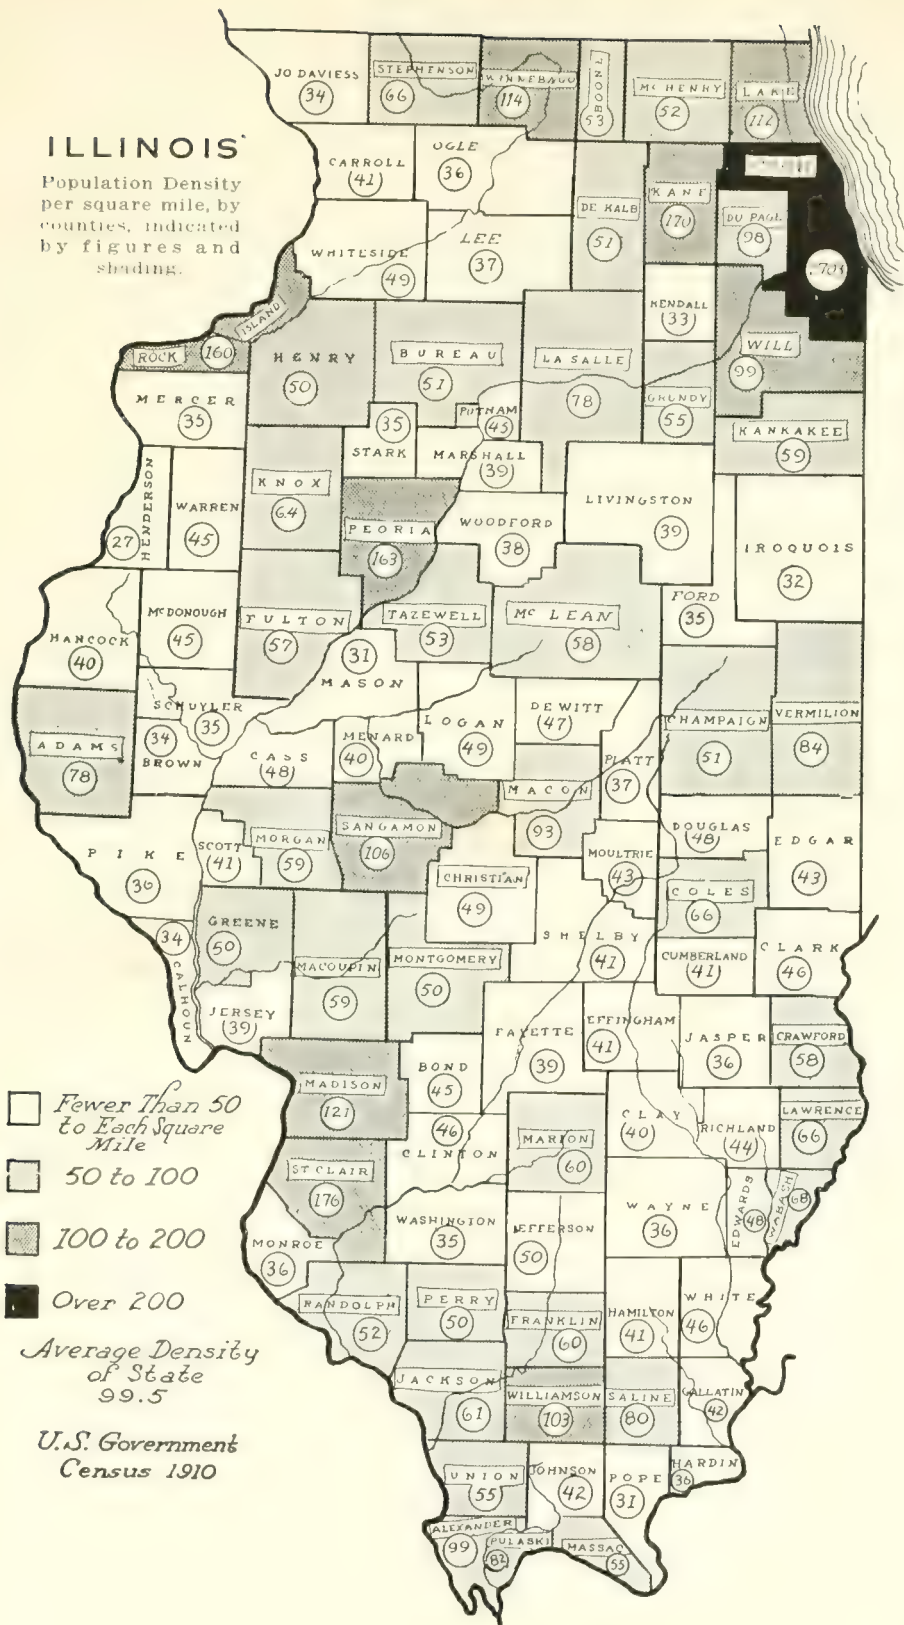 ILLINOIS
Population Density
per square mile, by
counties, indicated
by figures and
shading.
JO DAVIESS
34
STEPHENSON
66
WINNEBAGO
114
BOONE
53
McHENRY
52
LAKE
CARROLL
(41)
OGLE
36
DE KALB
51
KANE
170
DU PAGE
98
WHITESIDE
49
LEE
37
KENDALL
(33)
ROCK ISLAND
160
HENRY
50
BUREAU
51
LA SALLE
78
WILL
99
GRUNDY
55
MERCER
35
PUTNAM
45
35
STARK
MARSHALL
(39)
KANKAKEE
59
HENDERSON
27
WARREN
45
KNOX
64
PEORIA
163
WOODFORD
38
LIVINGSTON
39
IROQUOIS
32
HANCOCK
40
McDONOUGH
45
FULTON
57
TAZEWELL
53
McLEAN
58
FORD
35
31
MASON
ADAMS
78
SCHUYLER
35
34
BROWN
CASS
(48)
MENARD
40
LOGAN
49
DEWITT
(47)
PIATT
37
CHAMPAIGN
51
VERMILION
84
PIKE
36
SCOTT
(41)
MORGAN
59
SANGAMON
106
MACON
93
MOULTRIE
43
DOUGLAS
(48)
EDGAR
43
CHRISTIAN
49
COLES
66
34
CALHOUN
GREENE
50
MACOUPIN
59
MONTGOMERY
50
SHELBY
41
CUMBERLAND
(41)
CLARK
46
JERSEY
(39)
FAYETTE
39
EFFINGHAM
41
JASPER
36
CRAWFORD
58
MADISON
121
BOND
45
46
CLINTON
MARION
60
CLAY
40
RICHLAND
44
LAWRENCE
66
ST CLAIR
176
WASHINGTON
35
JEFFERSON
50
WAYNE
36
EDWARDS
48
WABASH
68
MONROE
36
RANDOLPH
52
PERRY
50
FRANKLIN
60
HAMILTON
41
WHITE
46
JACKSON
61
WILLIAMSON
103
SALINE
80
GALLATIN
42
UNION
55
JOHNSON
42
POPE
31
HARDIN
36
ALEXANDER
99
PULASKI
82
MASSAC
55
Fewer Than 50
to Each Square
Mile
50 to 100
100 to 200
Over 200
Average Density
of State
99.5
U.S. Government
Census 1910